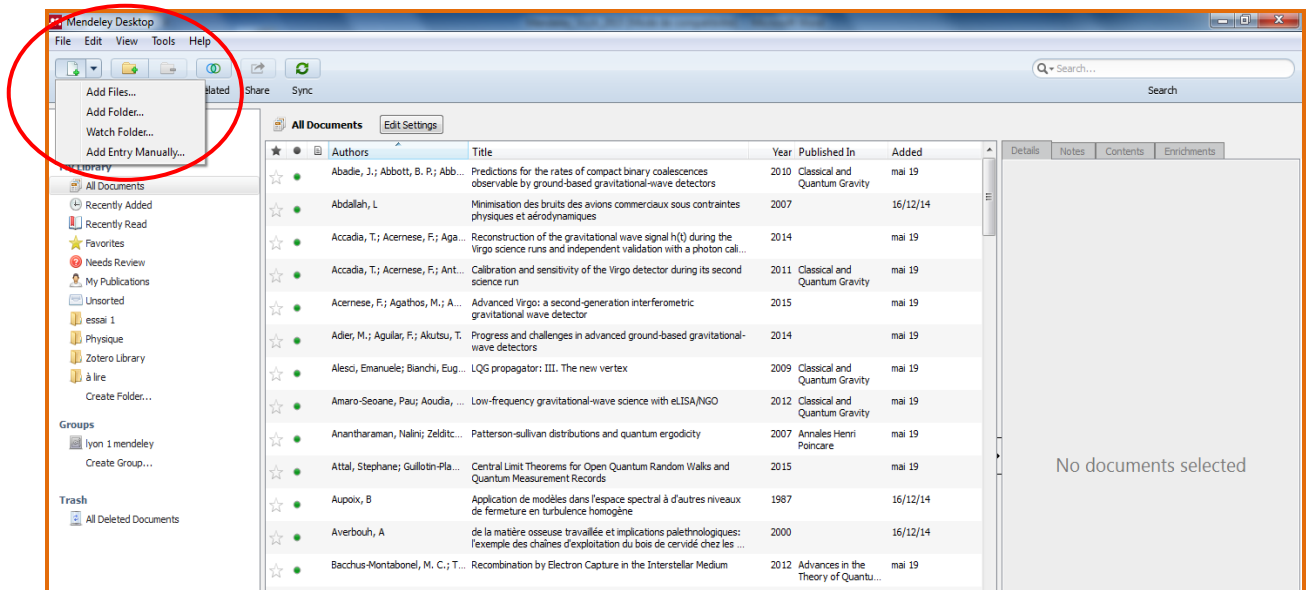 Mendeley Desktop
File Edit View Tools Help
elated Share Sync
Search...
Search
Add Files...
Add Folder...
Watch Folder...
Add Entry Manually...
All Documents Edit Settings
Authors Title Year Published In Added
Details Notes Contents Enrichments
My Library
All Documents
Recently Added
Recently Read
Favorites
Needs Review
My Publications
Unsorted
essai 1
Physique
Zotero Library
à lire
Create Folder...
Groups
lyon 1 mendeley
Create Group...
Trash
All Deleted Documents
Abadie, J.; Abbott, B. P.; Abb... Predictions for the rates of compact binary coalescences 2010 Classical and mai 19
observable by ground-based gravitational-wave detectors Quantum Gravity
Abdallah, L Minimisation des bruits des avions commerciaux sous contraintes 2007 16/12/14
physiques et aérodynamiques
Accadia, T.; Acernese, F.; Aga... Reconstruction of the gravitational wave signal h(t) during the 2014 mai 19
Virgo science runs and independent validation with a photon cali...
Accadia, T.; Acernese, F.; Ant... Calibration and sensitivity of the Virgo detector during its second 2011 Classical and mai 19
science run Quantum Gravity
Acernese, F.; Agathos, M.; A... Advanced Virgo: a second-generation interferometric 2015 mai 19
gravitational wave detector
Adier, M.; Aguilar, F.; Akutsu, T. Progress and challenges in advanced ground-based gravitational- 2014 mai 19
wave detectors
Alesci, Emanuele; Bianchi, Eug... LQG propagator: III. The new vertex 2009 Classical and mai 19
Quantum Gravity
Amaro-Seoane, Pau; Aoudia, ... Low-frequency gravitational-wave science with eLISA/NGO 2012 Classical and mai 19
Quantum Gravity
Anantharaman, Nalini; Zelditc... Patterson-sullivan distributions and quantum ergodicity 2007 Annales Henri mai 19
Poincare
Attal, Stephane; Guillotin-Pla... Central Limit Theorems for Open Quantum Random Walks and 2015 mai 19
Quantum Measurement Records
Aupoix, B Application de modèles dans l'espace spectral à d'autres niveaux 1987 16/12/14
de fermeture en turbulence homogène
Averbouh, A de la matière osseuse travaillée et implications palethnologiques: 2000 16/12/14
l'exemple des chaînes d'exploitation du bois de cervidé chez les ...
Bacchus-Montabonel, M. C.; T... Recombination by Electron Capture in the Interstellar Medium 2012 Advances in the mai 19
Theory of Quantu...
No documents selected